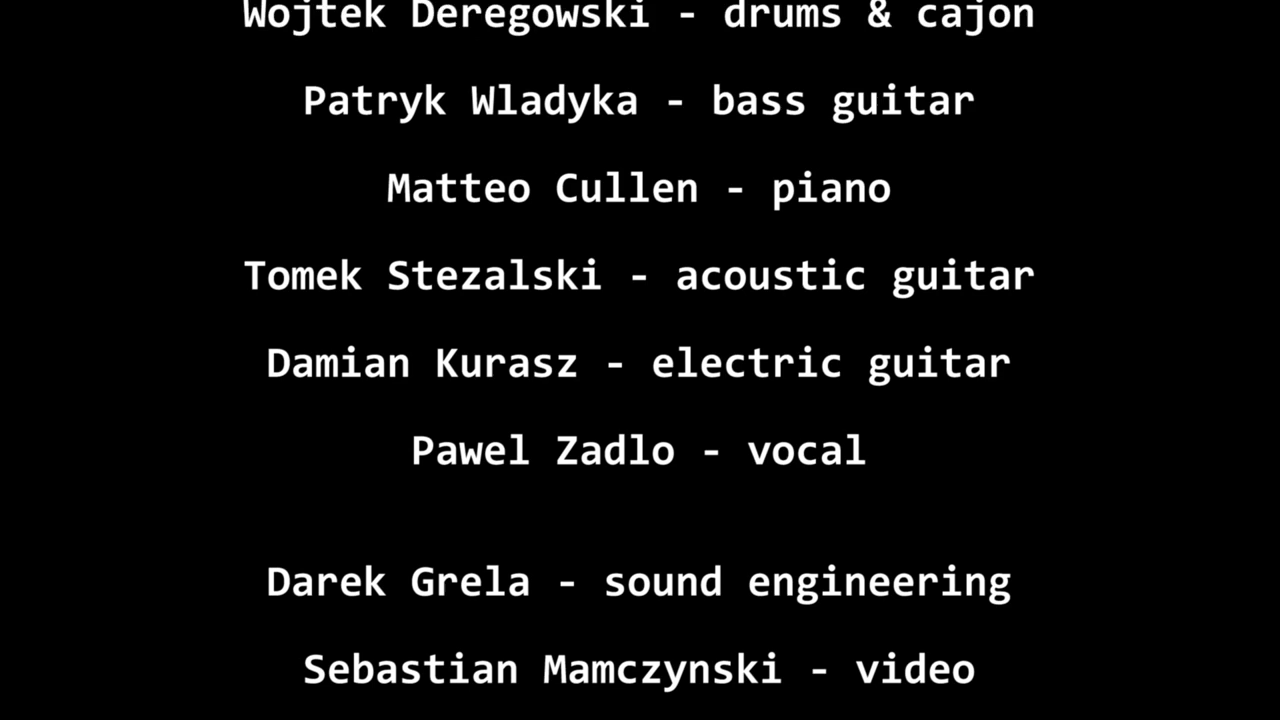 Wojtek Deregowski - drums & cajon
Patryk Wladyka - bass guitar
Matteo Cullen - piano
Tomek Stezalski - acoustic guitar
Damian Kurasz - electric guitar
Pawel Zadlo - vocal
Darek Grela - sound engineering
Sebastian Mamczynski - video